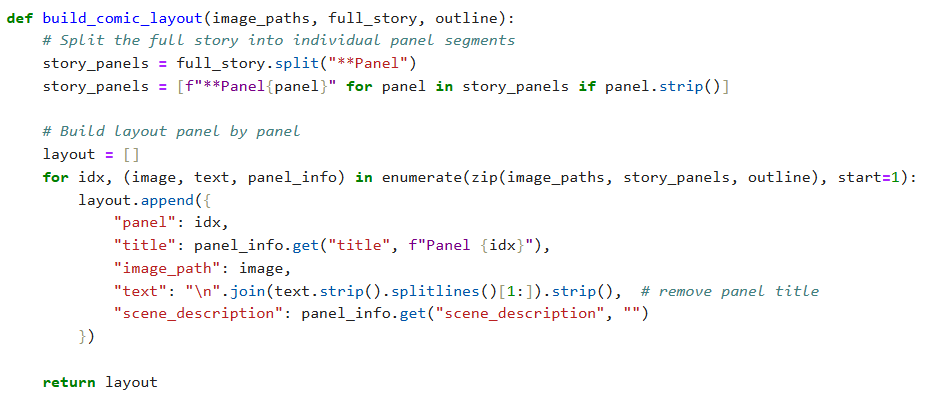 def build_comic_layout(image_paths, full_story, outline):
    # Split the full story into individual panel segments
    story_panels = full_story.split("**Panel")
    story_panels = [f"**Panel{panel}" for panel in story_panels if panel.strip()]

    # Build layout panel by panel
    layout = []
    for idx, (image, text, panel_info) in enumerate(zip(image_paths, story_panels, outline), start=1):
        layout.append({
            "panel": idx,
            "title": panel_info.get("title", f"Panel {idx}"),
            "image_path": image,
            "text": "\n".join(text.strip().splitlines()[1:]).strip(),  # remove panel title
            "scene_description": panel_info.get("scene_description", "")
        })

    return layout